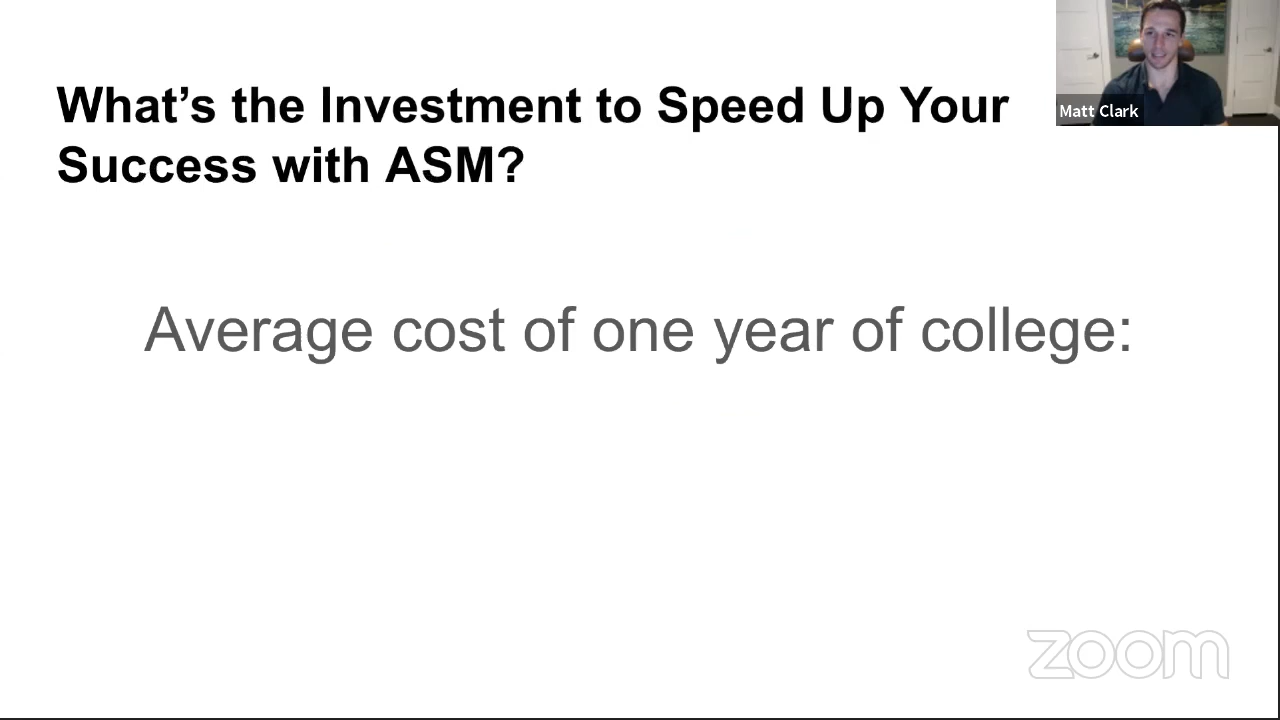 What’s the Investment to Speed Up Your
Success with ASM?
Matt Clark
Average cost of one year of college:
zoom